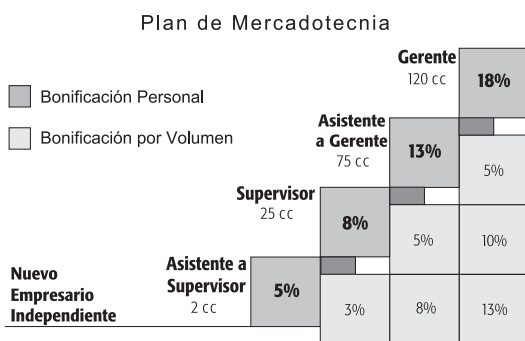 Plan de Mercadotecnia
Bonificación Personal
Bonificación por Volumen
Gerente
120 cc
18%
Asistente
a Gerente
75 cc
13%
5%
Supervisor
25 cc
8%
5%
10%
Asistente a
Supervisor
2 cc
5%
3%
8%
13%
Nuevo
Empresario
Independiente